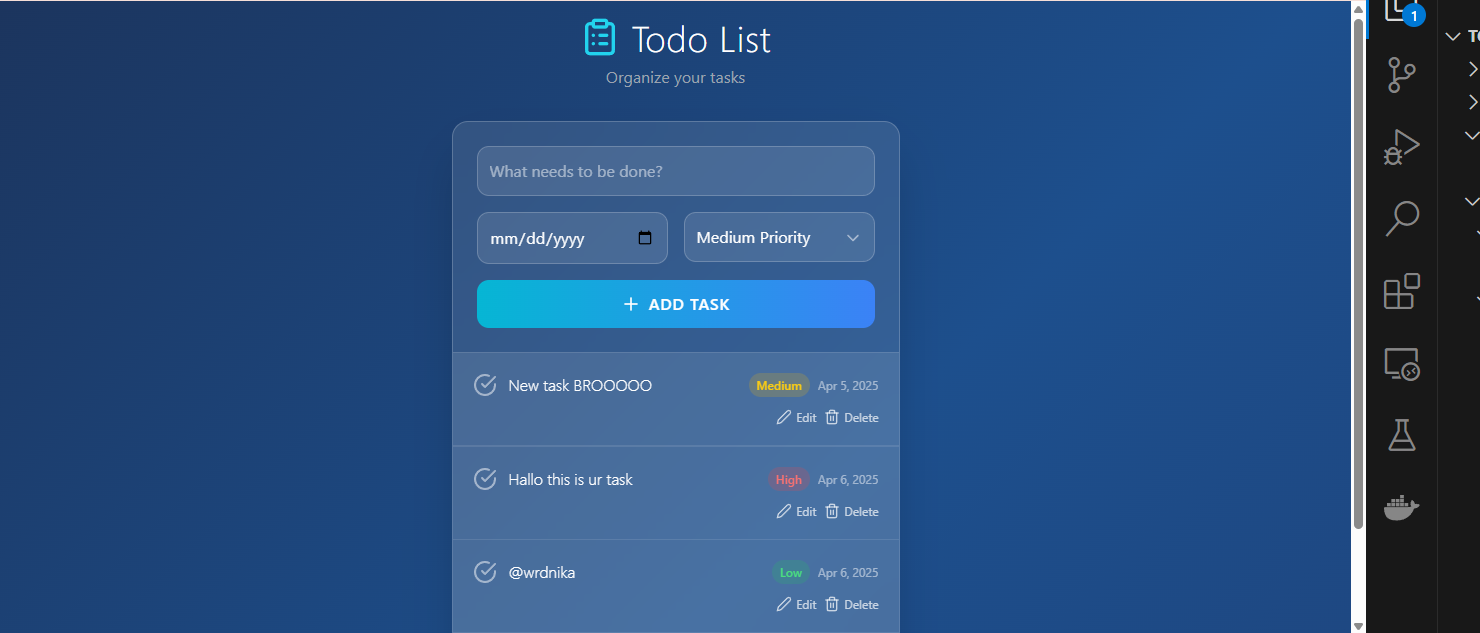 Todo List
Organize your tasks
What needs to be done?
mm/dd/yyyy
Medium Priority
+ ADD TASK
New task BROOOOO
Medium
Apr 5, 2025
Edit
Delete
Hallo this is ur task
High
Apr 6, 2025
Edit
Delete
@wrdnika
Low
Apr 6, 2025
Edit
Delete
1